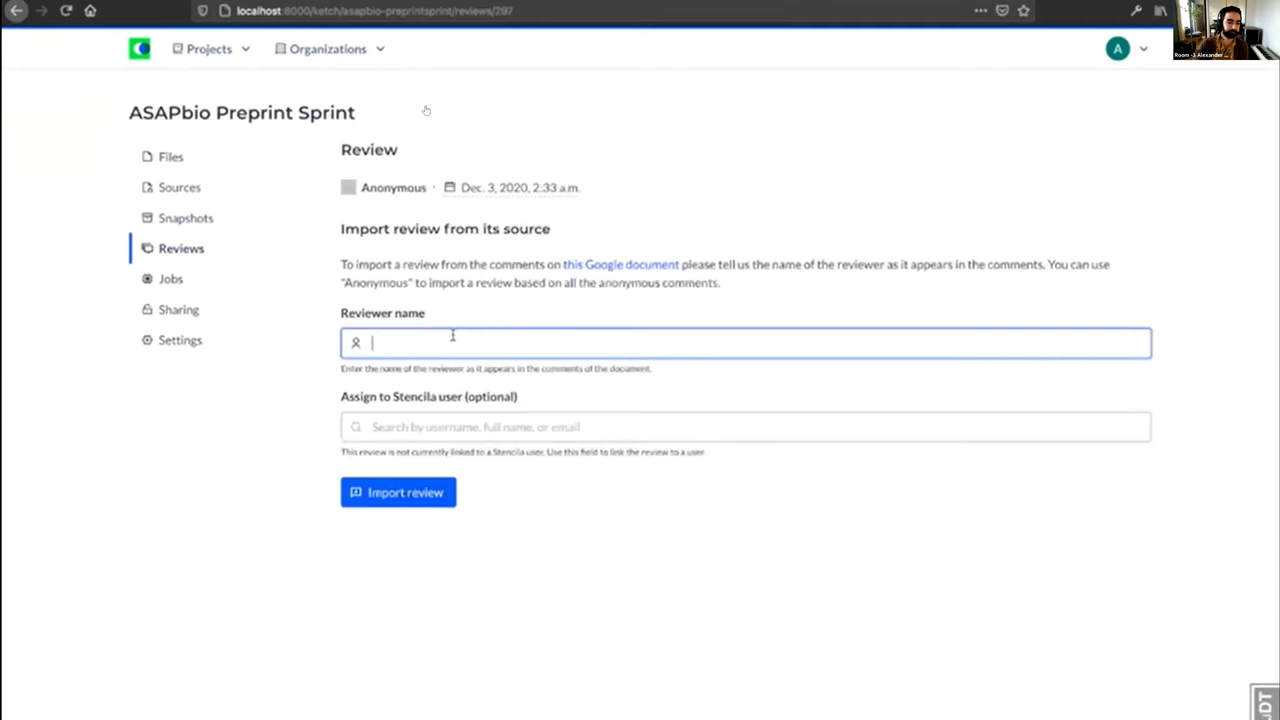 localhost:8000/ketch/asapbio-preprintsprint/reviews/297
Room -3 Alexander ...
Projects
Organizations
A
ASAPbio Preprint Sprint
Files
Sources
Snapshots
Reviews
Jobs
Sharing
Settings
Review
Anonymous · Dec. 3, 2020, 2:33 a.m.
Import review from its source
To import a review from the comments on this Google document please tell us the name of the reviewer as it appears in the comments. You can use
"Anonymous" to import a review based on all the anonymous comments.
Reviewer name
Enter the name of the reviewer as it appears in the comments of the document.
Assign to Stencila user (optional)
Search by username, full name, or email
This review is not currently linked to a Stencila user. Use this field to link the review to a user.
Import review